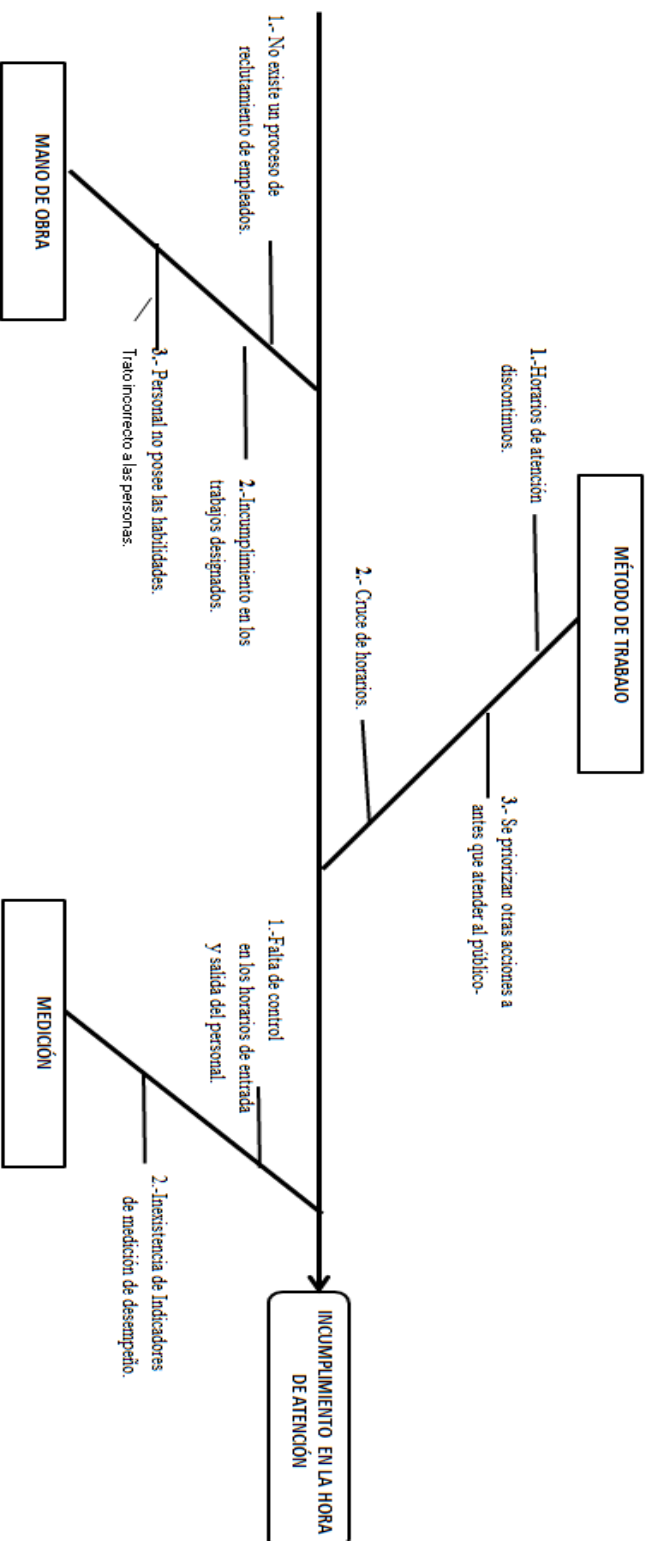 MÉTODO DE TRABAJO
1.-Horarios de atención
discontinuos.
3.- Se priorizan otras acciones a
antes que atender al público-
2.- Cruce de horarios.
INCUMPLIMIENTO EN LA HORA
DE ATENCIÓN
1.- No existe un proceso de
reclutamiento de empleados.
2.-Incumplimiento en los
trabajos designados.
3.- Personal no posee las habilidades.
Trato incorrecto a las personas.
MANO DE OBRA
1.-Falta de control
en los horarios de entrada
y salida del personal.
2.-Inexistencia de Indicadores
de medición de desempeño.
MEDICIÓN